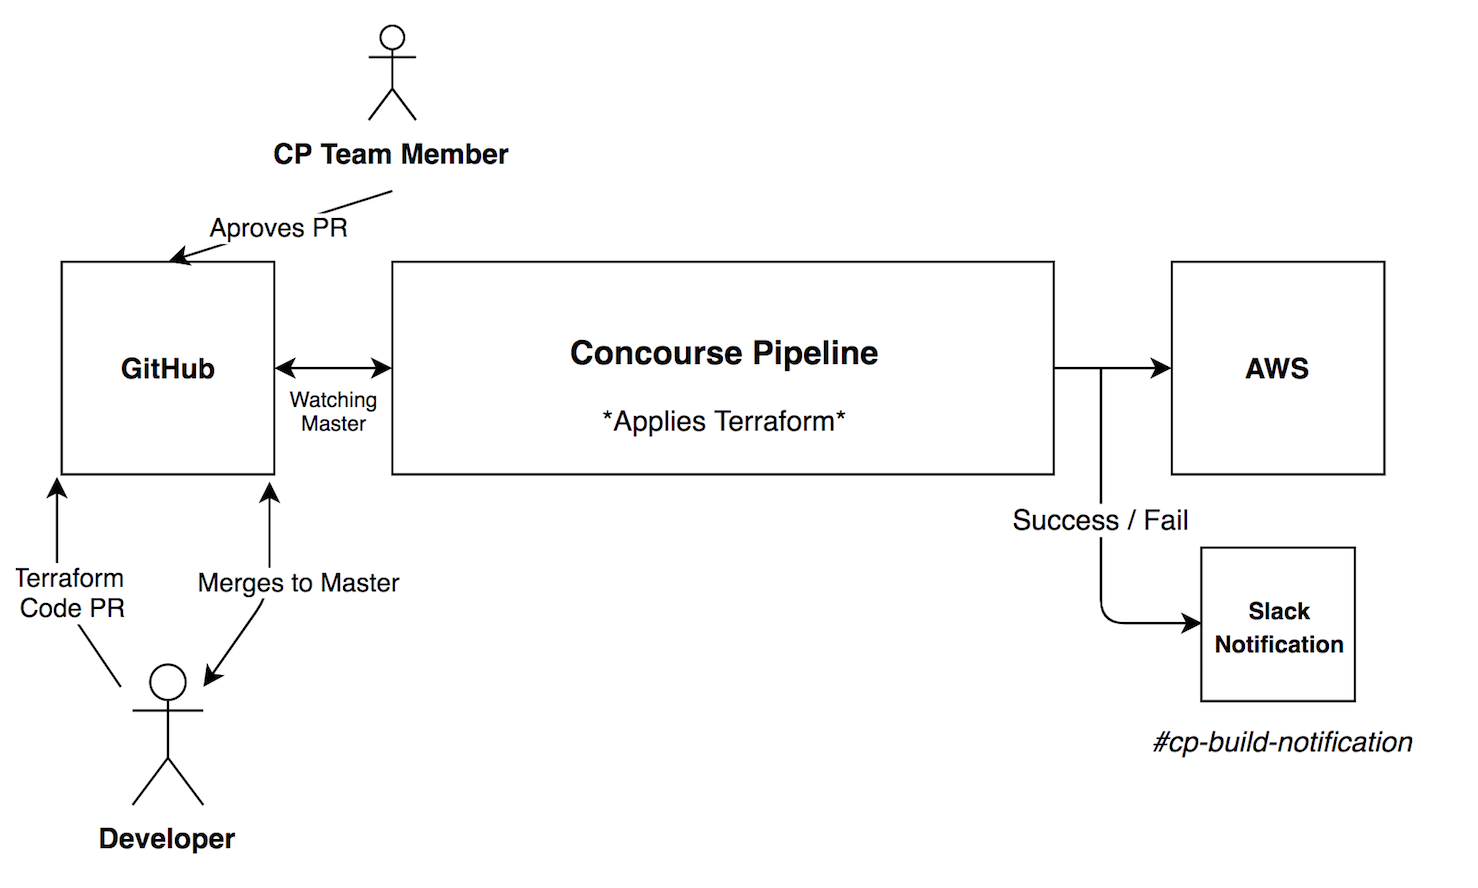 CP Team Member
Aproves PR
GitHub
Watching
Master
Concourse Pipeline
*Applies Terraform*
AWS
Success / Fail
Terraform
Code PR
Merges to Master
Slack
Notification
#cp-build-notification
Developer